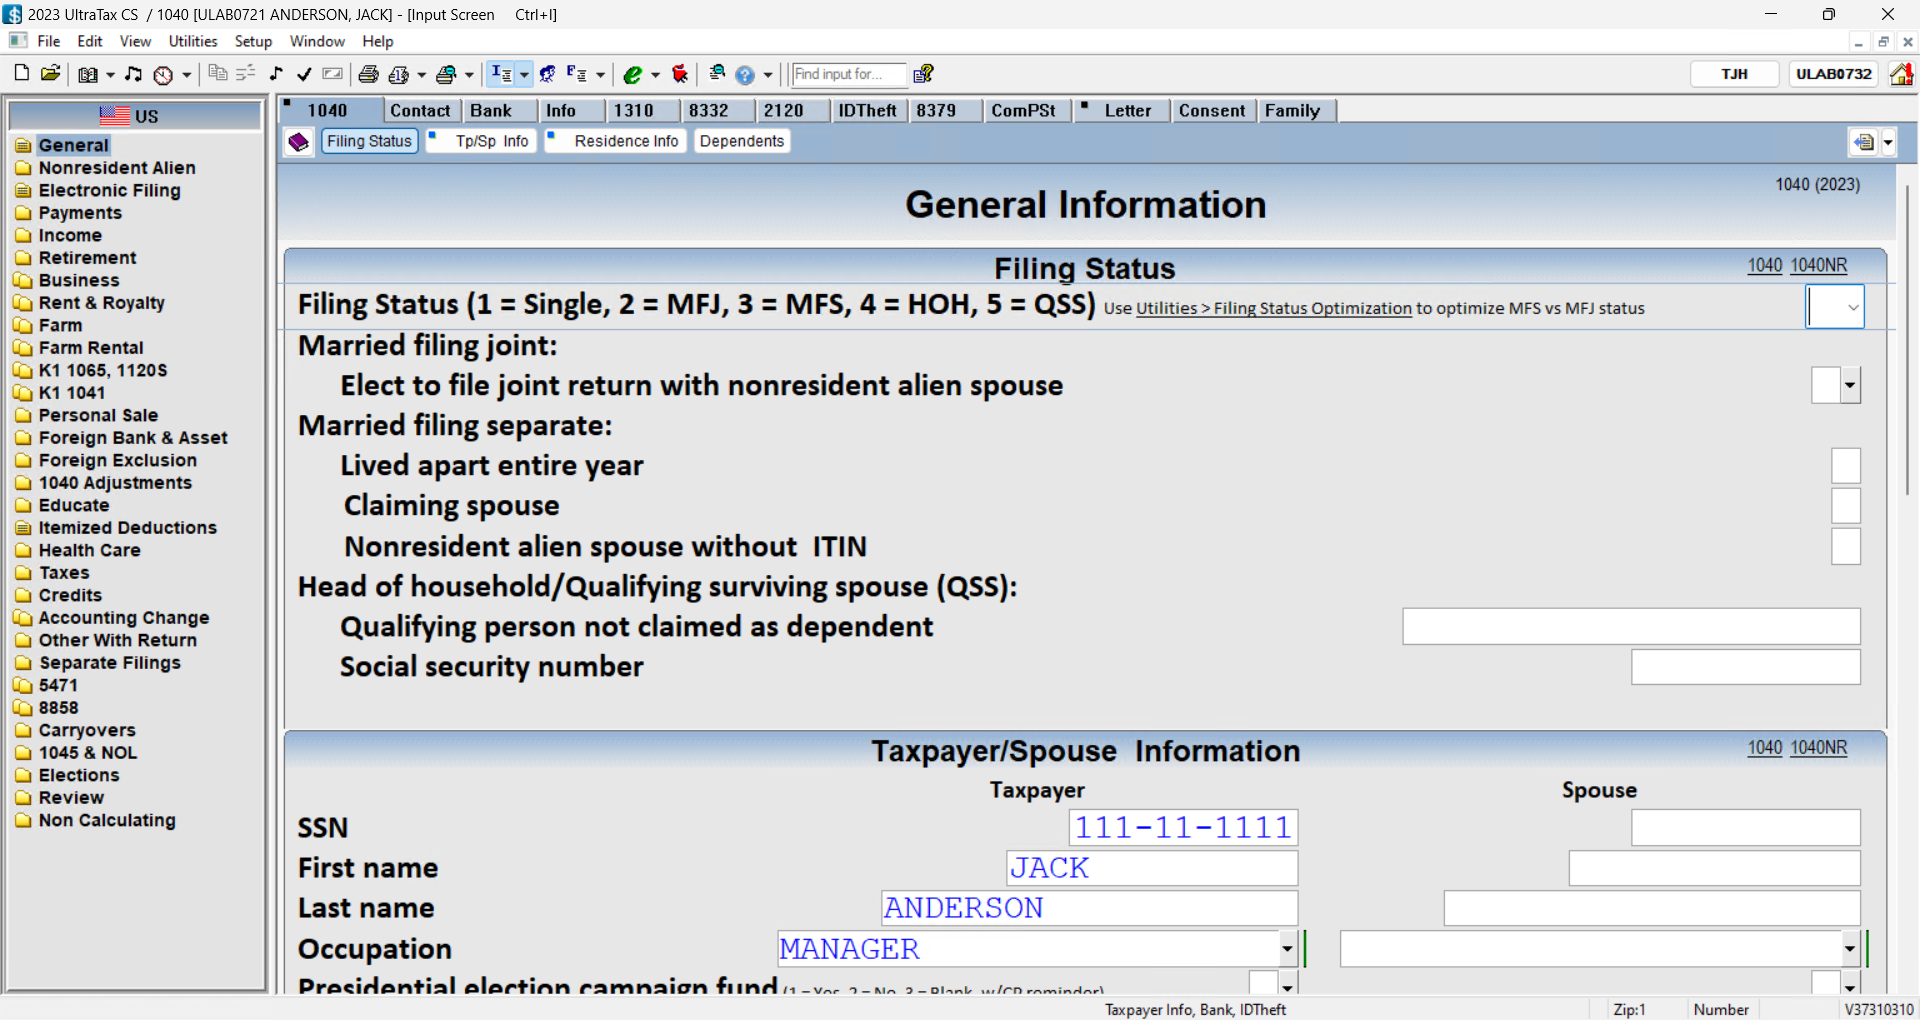 2023 UltraTax CS / 1040 [ULAB0721 ANDERSON, JACK] - [Input Screen Ctrl+I]
File Edit View Utilities Setup Window Help
Find input for...
TJH
ULAB0732
US
General
Nonresident Alien
Electronic Filing
Payments
Income
Retirement
Business
Rent & Royalty
Farm
Farm Rental
K1 1065, 1120S
K1 1041
Personal Sale
Foreign Bank & Asset
Foreign Exclusion
1040 Adjustments
Educate
Itemized Deductions
Health Care
Taxes
Credits
Accounting Change
Other With Return
Separate Filings
5471
8858
Carryovers
1045 & NOL
Elections
Review
Non Calculating
1040 Contact Bank Info 1310 8332 2120 IDTheft 8379 ComPSt Letter Consent Family
Filing Status Tp/Sp Info Residence Info Dependents
1040 (2023)
General Information
Filing Status 1040 1040NR
Filing Status (1 = Single, 2 = MFJ, 3 = MFS, 4 = HOH, 5 = QSS) Use Utilities > Filing Status Optimization to optimize MFS vs MFJ status
Married filing joint:
Elect to file joint return with nonresident alien spouse
Married filing separate:
Lived apart entire year
Claiming spouse
Nonresident alien spouse without ITIN
Head of household/Qualifying surviving spouse (QSS):
Qualifying person not claimed as dependent
Social security number
Taxpayer/Spouse Information 1040 1040NR
Taxpayer Spouse
SSN 111-11-1111
First name JACK
Last name ANDERSON
Occupation MANAGER
Presidential election campaign fund (1 = Yes, 2 = No, 3 = Blank, w/CP reminder)
Taxpayer Info, Bank, IDTheft Zip:1 Number V37310310